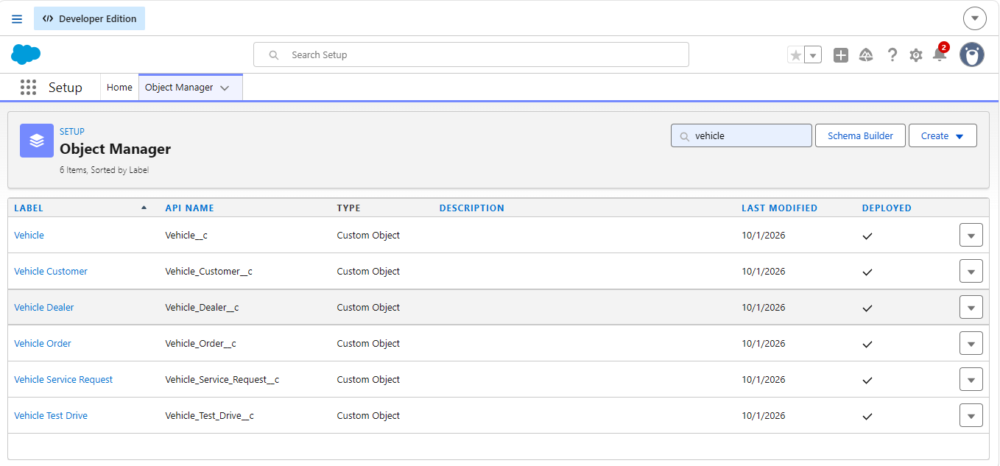 Developer Edition
Search Setup
2
Setup
Home
Object Manager
SETUP
Object Manager
6 Items, Sorted by Label
vehicle
Schema Builder
Create
LABEL API NAME TYPE DESCRIPTION LAST MODIFIED DEPLOYED
Vehicle Vehicle__c Custom Object 10/1/2026
Vehicle Customer Vehicle_Customer__c Custom Object 10/1/2026
Vehicle Dealer Vehicle_Dealer__c Custom Object 10/1/2026
Vehicle Order Vehicle_Order__c Custom Object 10/1/2026
Vehicle Service Request Vehicle_Service_Request__c Custom Object 10/1/2026
Vehicle Test Drive Vehicle_Test_Drive__c Custom Object 10/1/2026